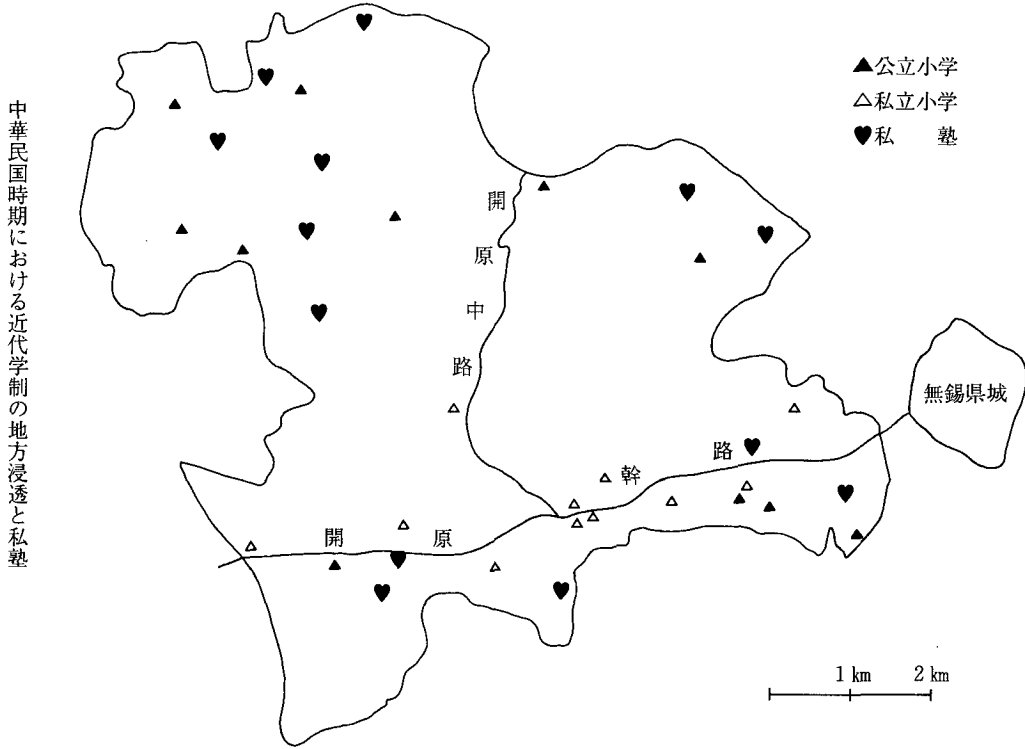 中華民国時期における近代学制の地方浸透と私塾
▲公立小学
△私立小学
♥私　塾
開原中路
無錫県城
開原幹路
1 km 2 km